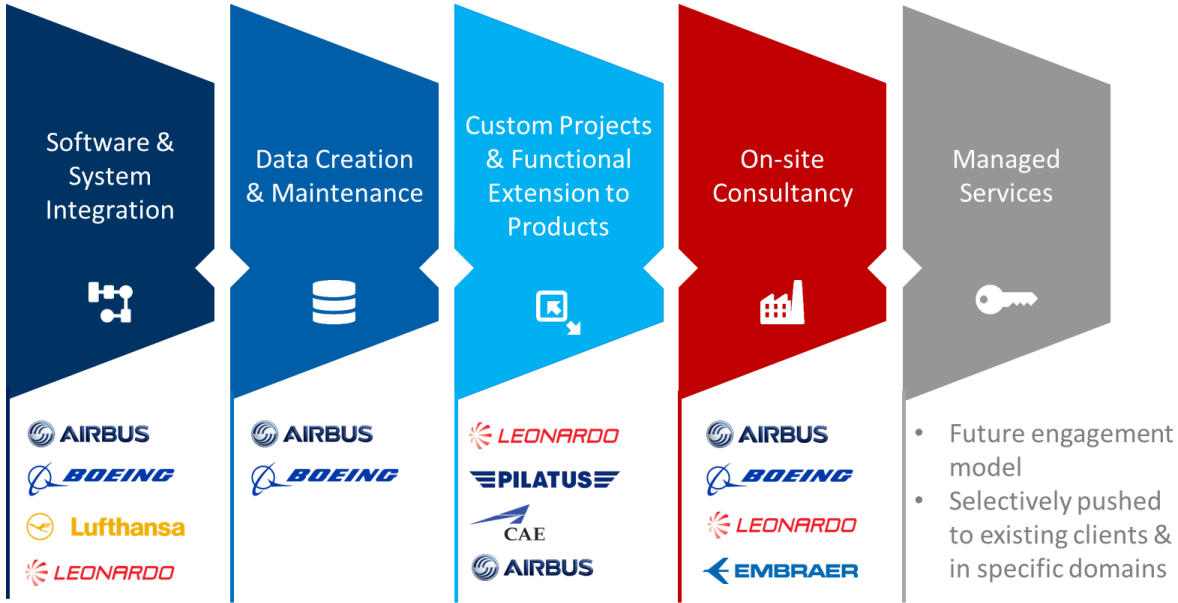 Software &
System
Integration
AIRBUS
BOEING
Lufthansa
LEONARDO
Data Creation
& Maintenance
AIRBUS
BOEING
Custom Projects
& Functional
Extension to
Products
LEONARDO
PILATUS
CAE
AIRBUS
On-site
Consultancy
AIRBUS
BOEING
LEONARDO
EMBRAER
Managed
Services
• Future engagement
model
• Selectively pushed
to existing clients &
in specific domains